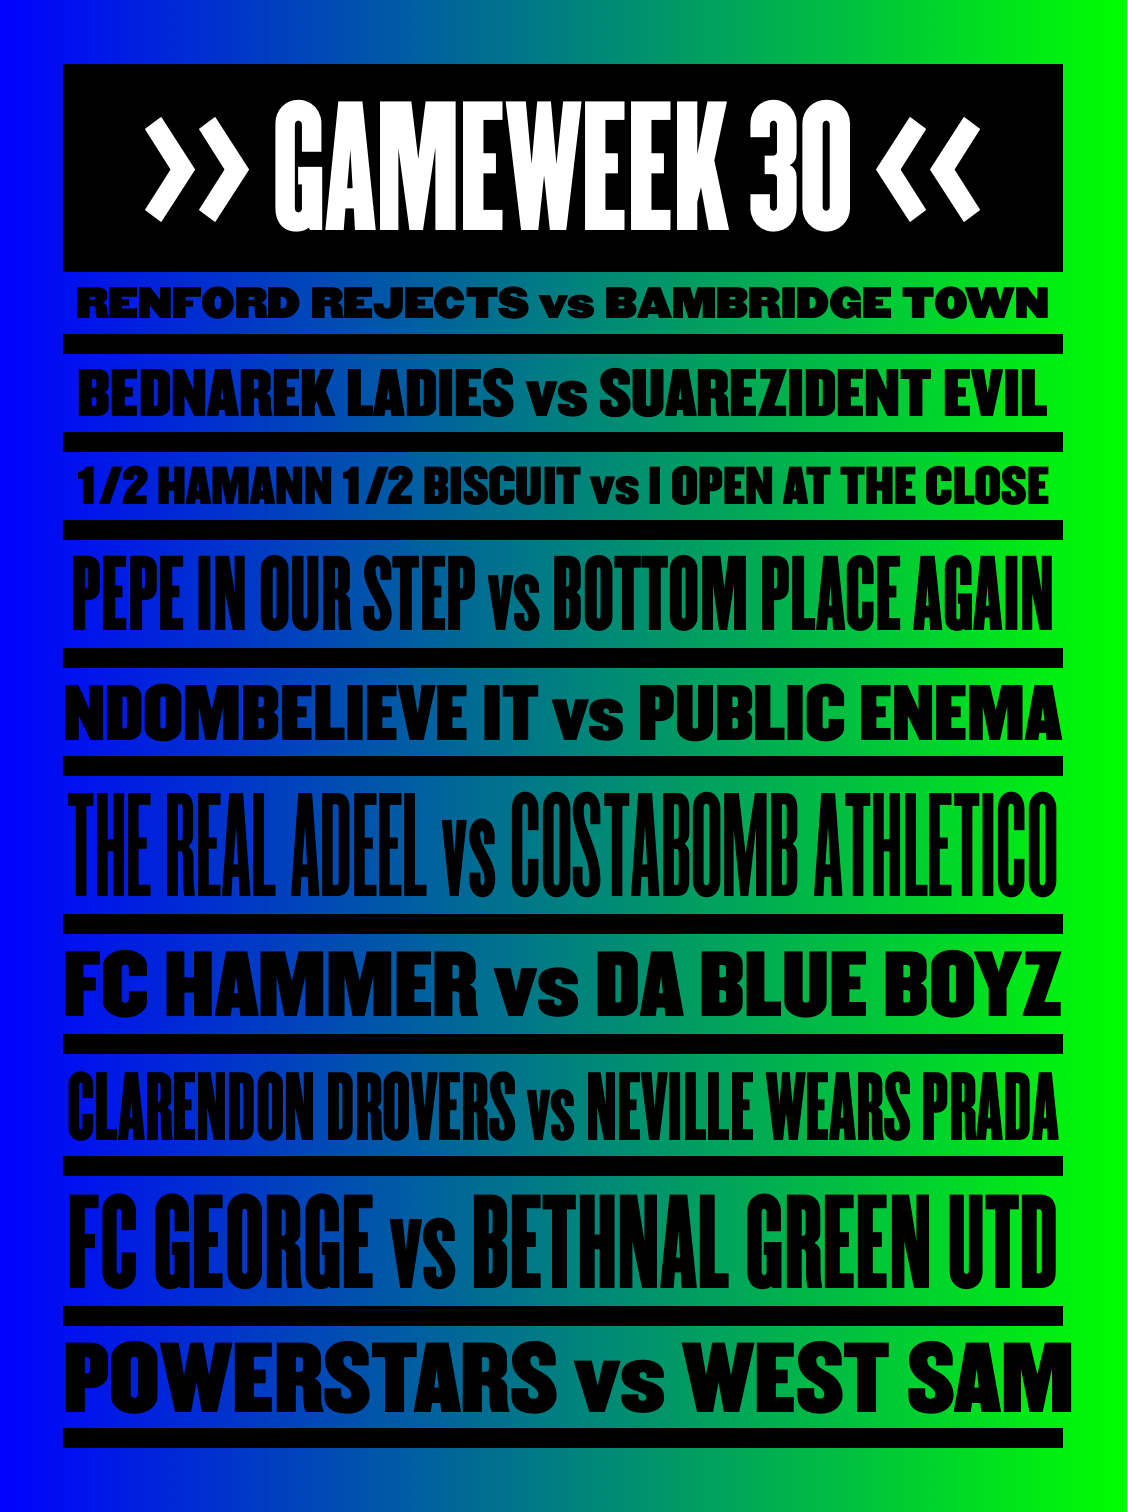 >> GAMEWEEK 30 <<
RENFORD REJECTS vs BAMBRIDGE TOWN
BEDNAREK LADIES vs SUAREZIDENT EVIL
1/2 HAMANN 1/2 BISCUIT vs I OPEN AT THE CLOSE
PEPE IN OUR STEP vs BOTTOM PLACE AGAIN
NDOMBELIEVE IT vs PUBLIC ENEMA
THE REAL ADEEL vs COSTABOMB ATHLETICO
FC HAMMER vs DA BLUE BOYZ
CLARENDON DROVERS vs NEVILLE WEARS PRADA
FC GEORGE vs BETHNAL GREEN UTD
POWERSTARS vs WEST SAM